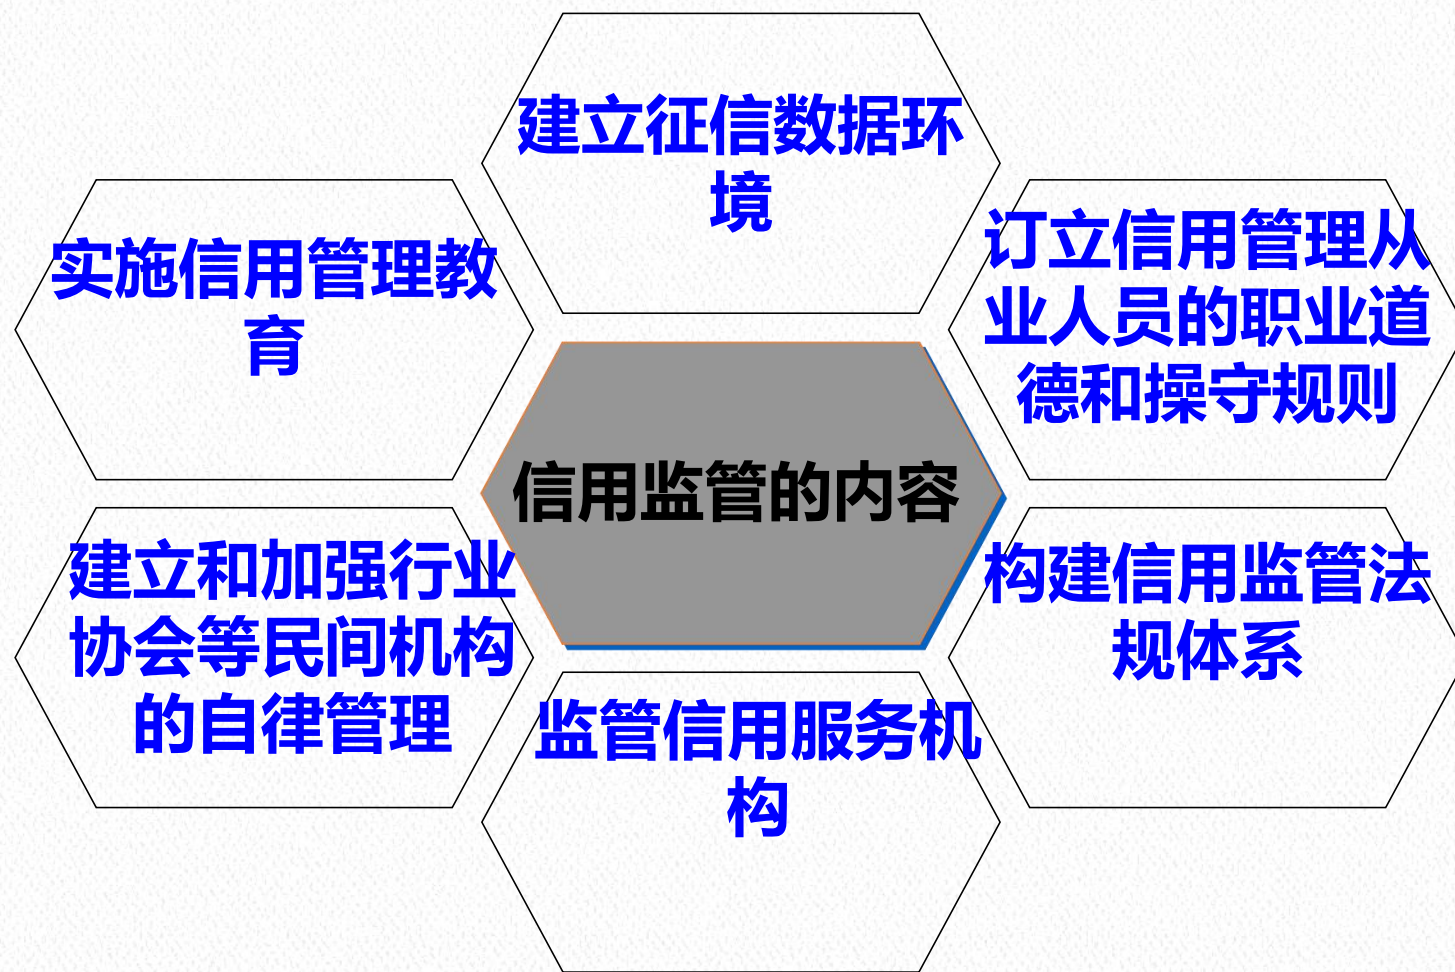 建立征信数据环
境
实施信用管理教
育
订立信用管理从
业人员的职业道
德和操守规则
信用监管的内容
建立和加强行业
协会等民间机构
的自律管理
构建信用监管法
规体系
监管信用服务机
构